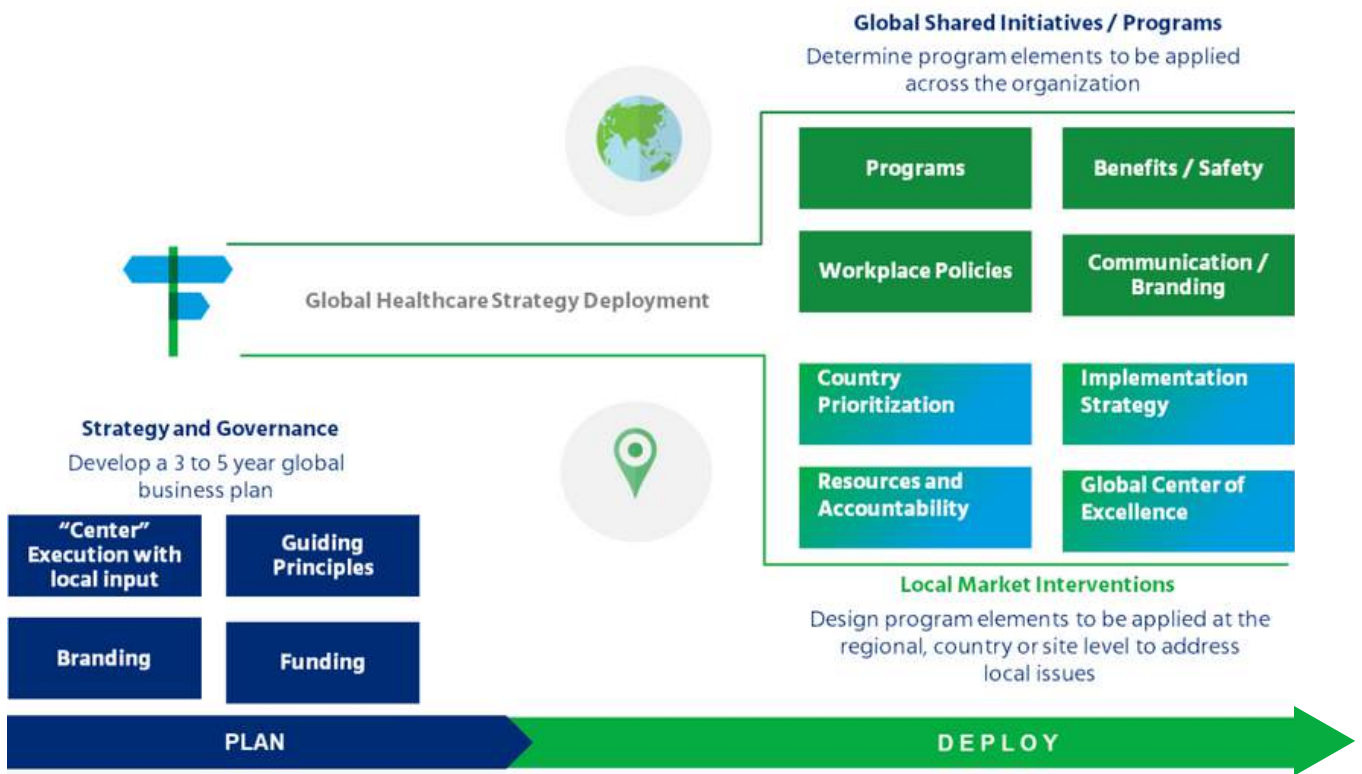 Global Shared Initiatives / Programs
Determine program elements to be applied
across the organization
Programs
Benefits / Safety
Workplace Policies
Communication /
Branding
Global Healthcare Strategy Deployment
Country
Prioritization
Implementation
Strategy
Resources and
Accountability
Global Center of
Excellence
Local Market Interventions
Design program elements to be applied at the
regional, country or site level to address
local issues
Strategy and Governance
Develop a 3 to 5 year global
business plan
“Center”
Execution with
local input
Guiding
Principles
Branding
Funding
PLAN
DEPLOY